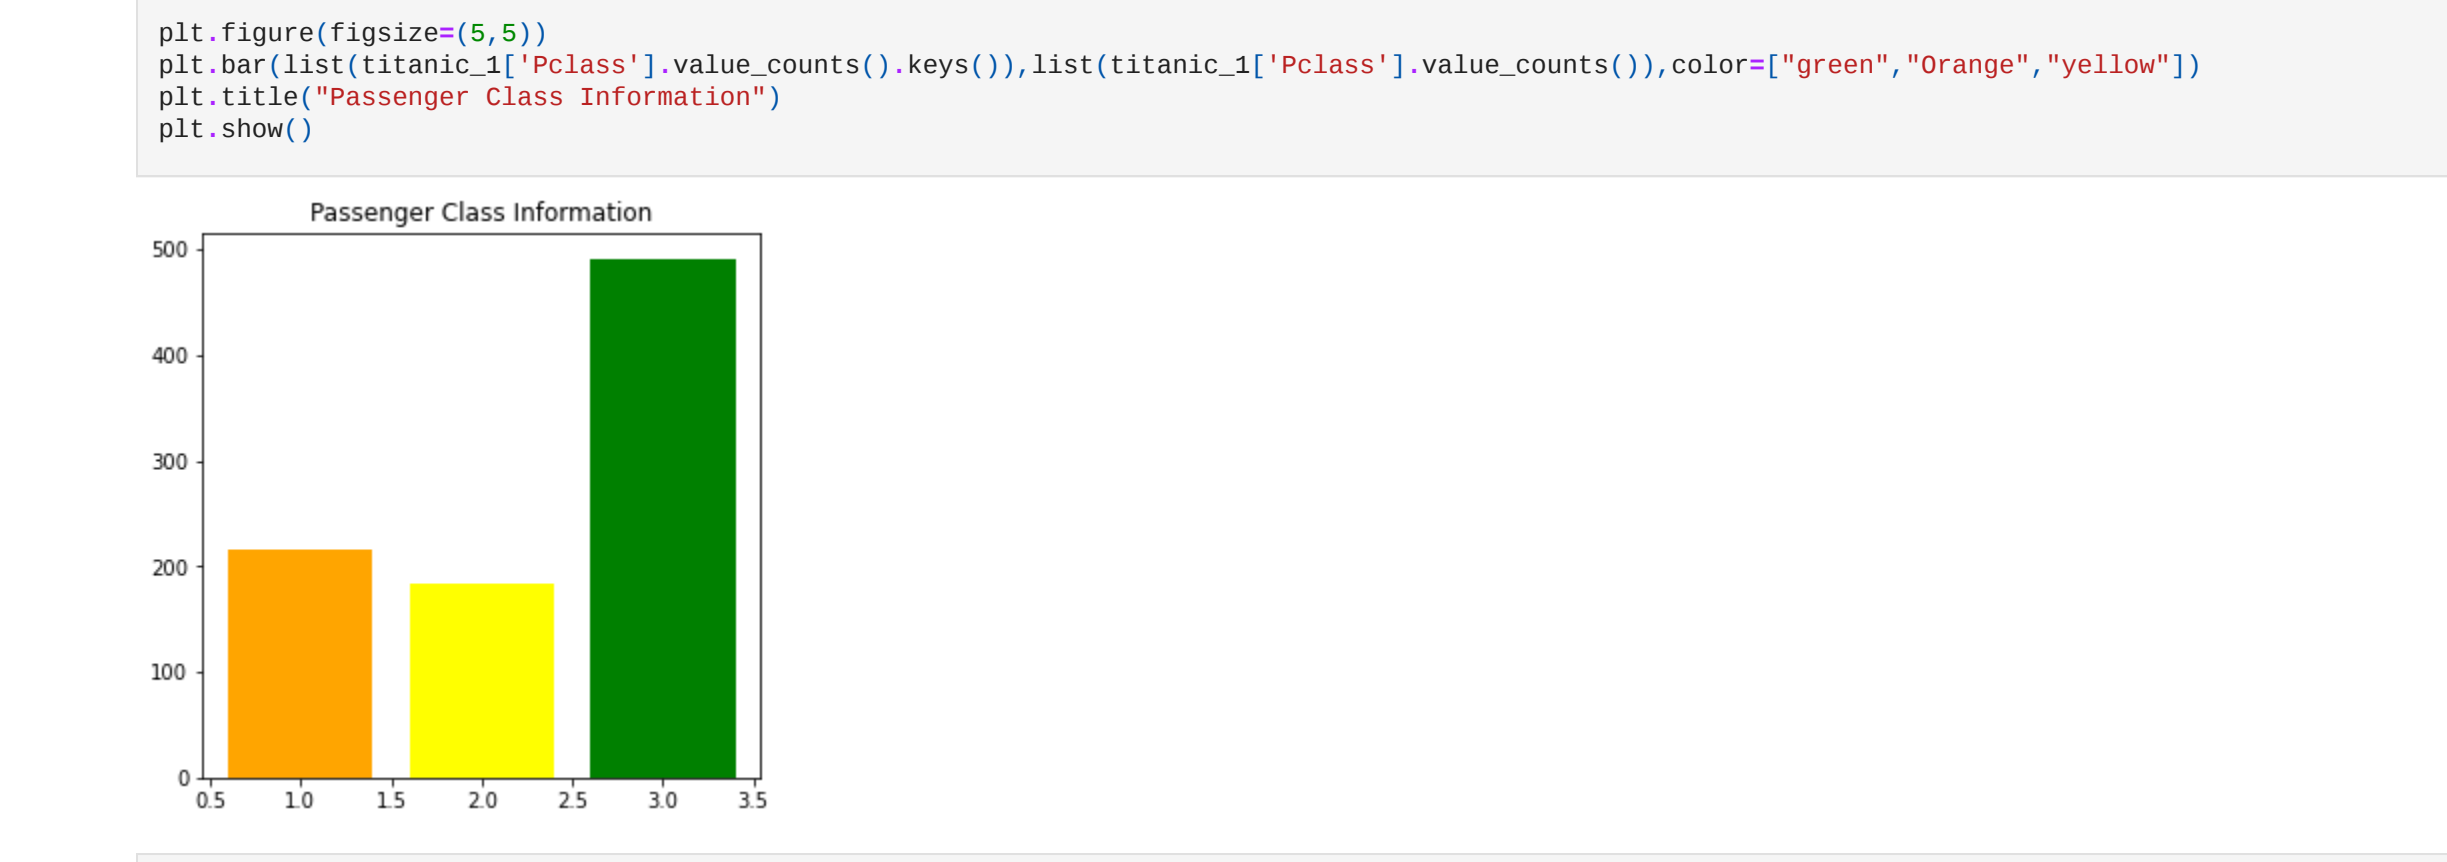 plt.figure(figsize=(5,5))
plt.bar(list(titanic_1['Pclass'].value_counts().keys()),list(titanic_1['Pclass'].value_counts()),color=["green","Orange","yellow"])
plt.title("Passenger Class Information")
plt.show()
Passenger Class Information
500
400
300
200
100
0
0.5 1.0 1.5 2.0 2.5 3.0 3.5